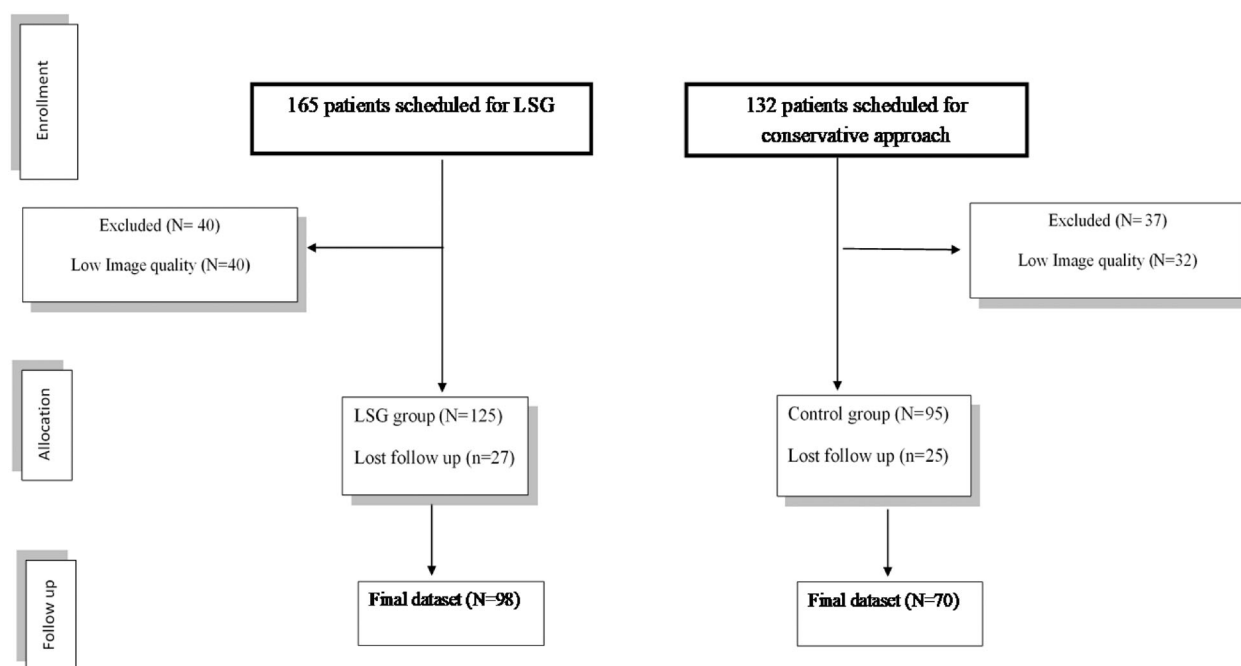 Enrollment
165 patients scheduled for LSG
132 patients scheduled for
conservative approach
Excluded (N= 40)
Low Image quality (N=40)
Excluded (N= 37)
Low Image quality (N=32)
Allocation
LSG group (N=125)
Lost follow up (n=27)
Control group (N=95)
Lost follow up (n=25)
Follow up
Final dataset (N=98)
Final dataset (N=70)